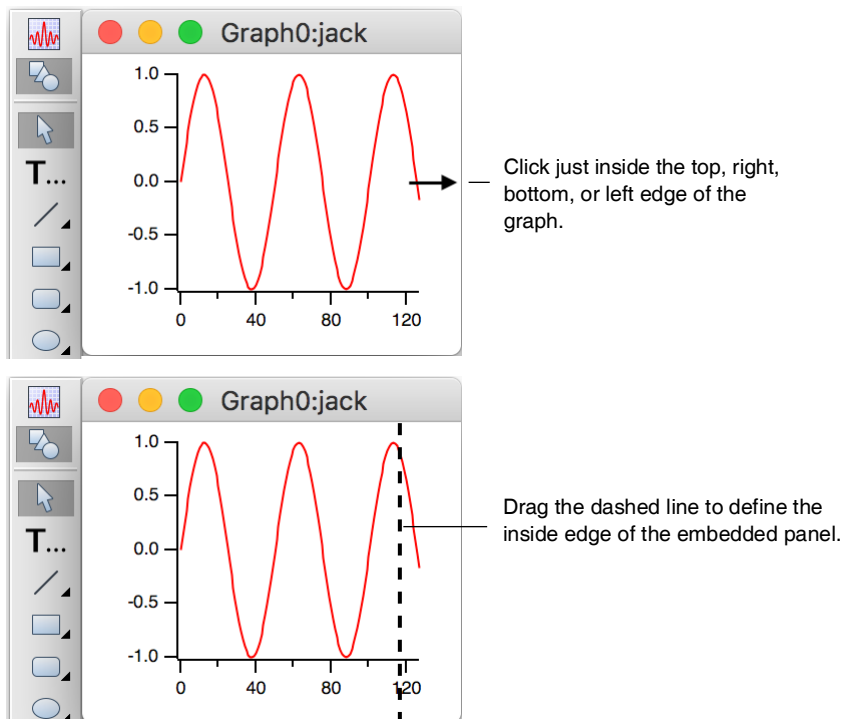 Graph0:jack
T...
1.0
0.5
0.0
-0.5
-1.0
0 40 80 120
Click just inside the top, right,
bottom, or left edge of the
graph.
Graph0:jack
T...
1.0
0.5
0.0
-0.5
-1.0
0 40 80 120
Drag the dashed line to define the
inside edge of the embedded panel.